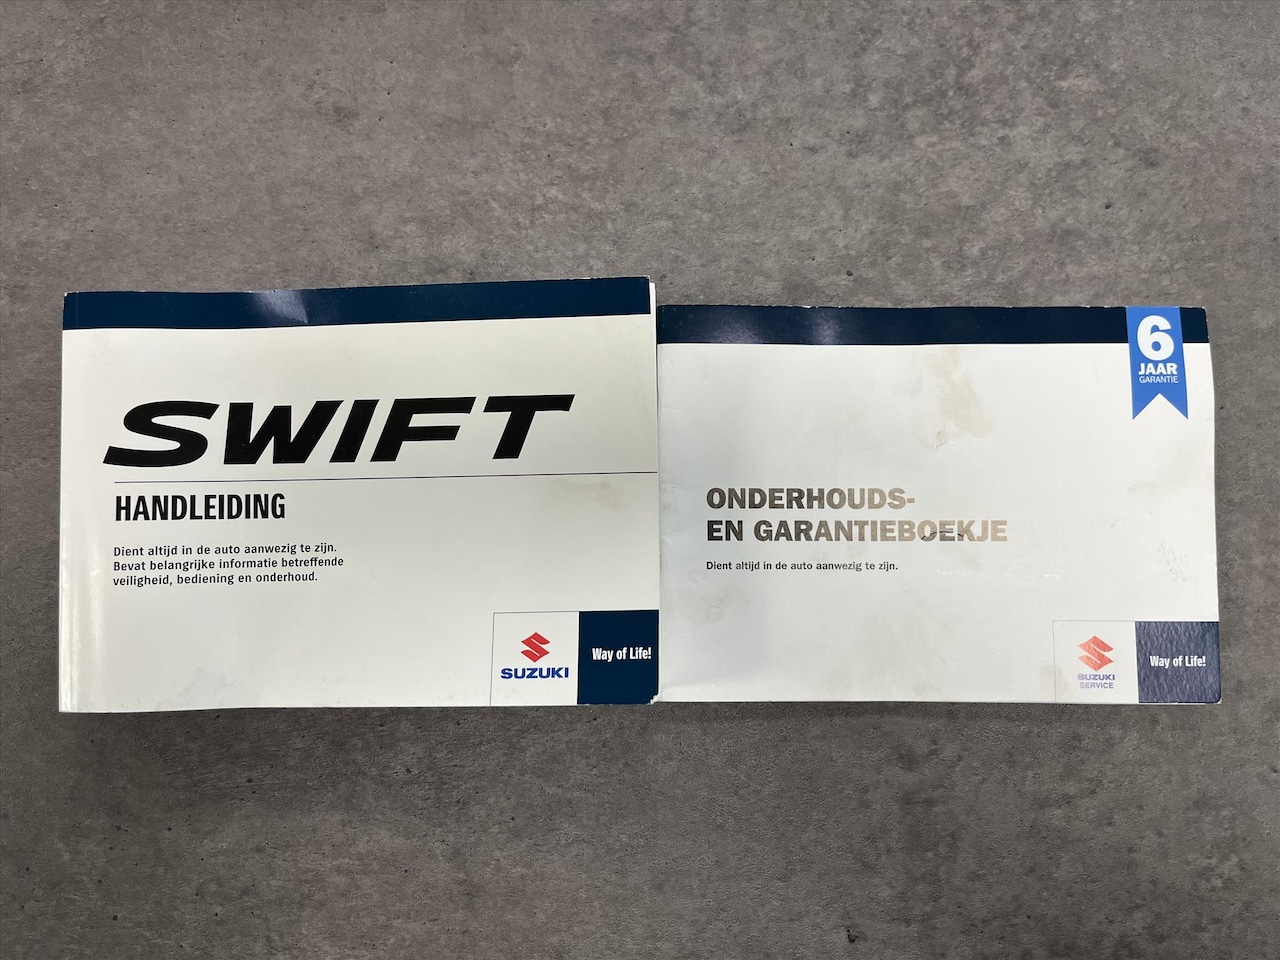 SWIFT
HANDLEIDING
Dient altijd in de auto aanwezig te zijn.
Bevat belangrijke informatie betreffende
veiligheid, bediening en onderhoud.
SUZUKI
Way of Life!
6
JAAR
GARANTIE
ONDERHOUDS-
EN GARANTIEBOEKJE
Dient altijd in de auto aanwezig te zijn.
SUZUKI
SERVICE
Way of Life!